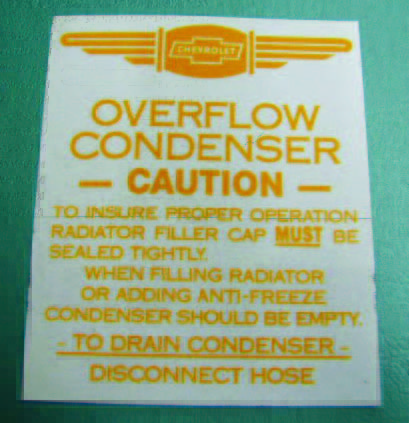 CHEVROLET
OVERFLOW
CONDENSER
— CAUTION —
TO INSURE PROPER OPERATION
RADIATOR FILLER CAP MUST BE
SEALED TIGHTLY.
WHEN FILLING RADIATOR
OR ADDING ANTI-FREEZE
CONDENSER SHOULD BE EMPTY.
- TO DRAIN CONDENSER -
DISCONNECT HOSE